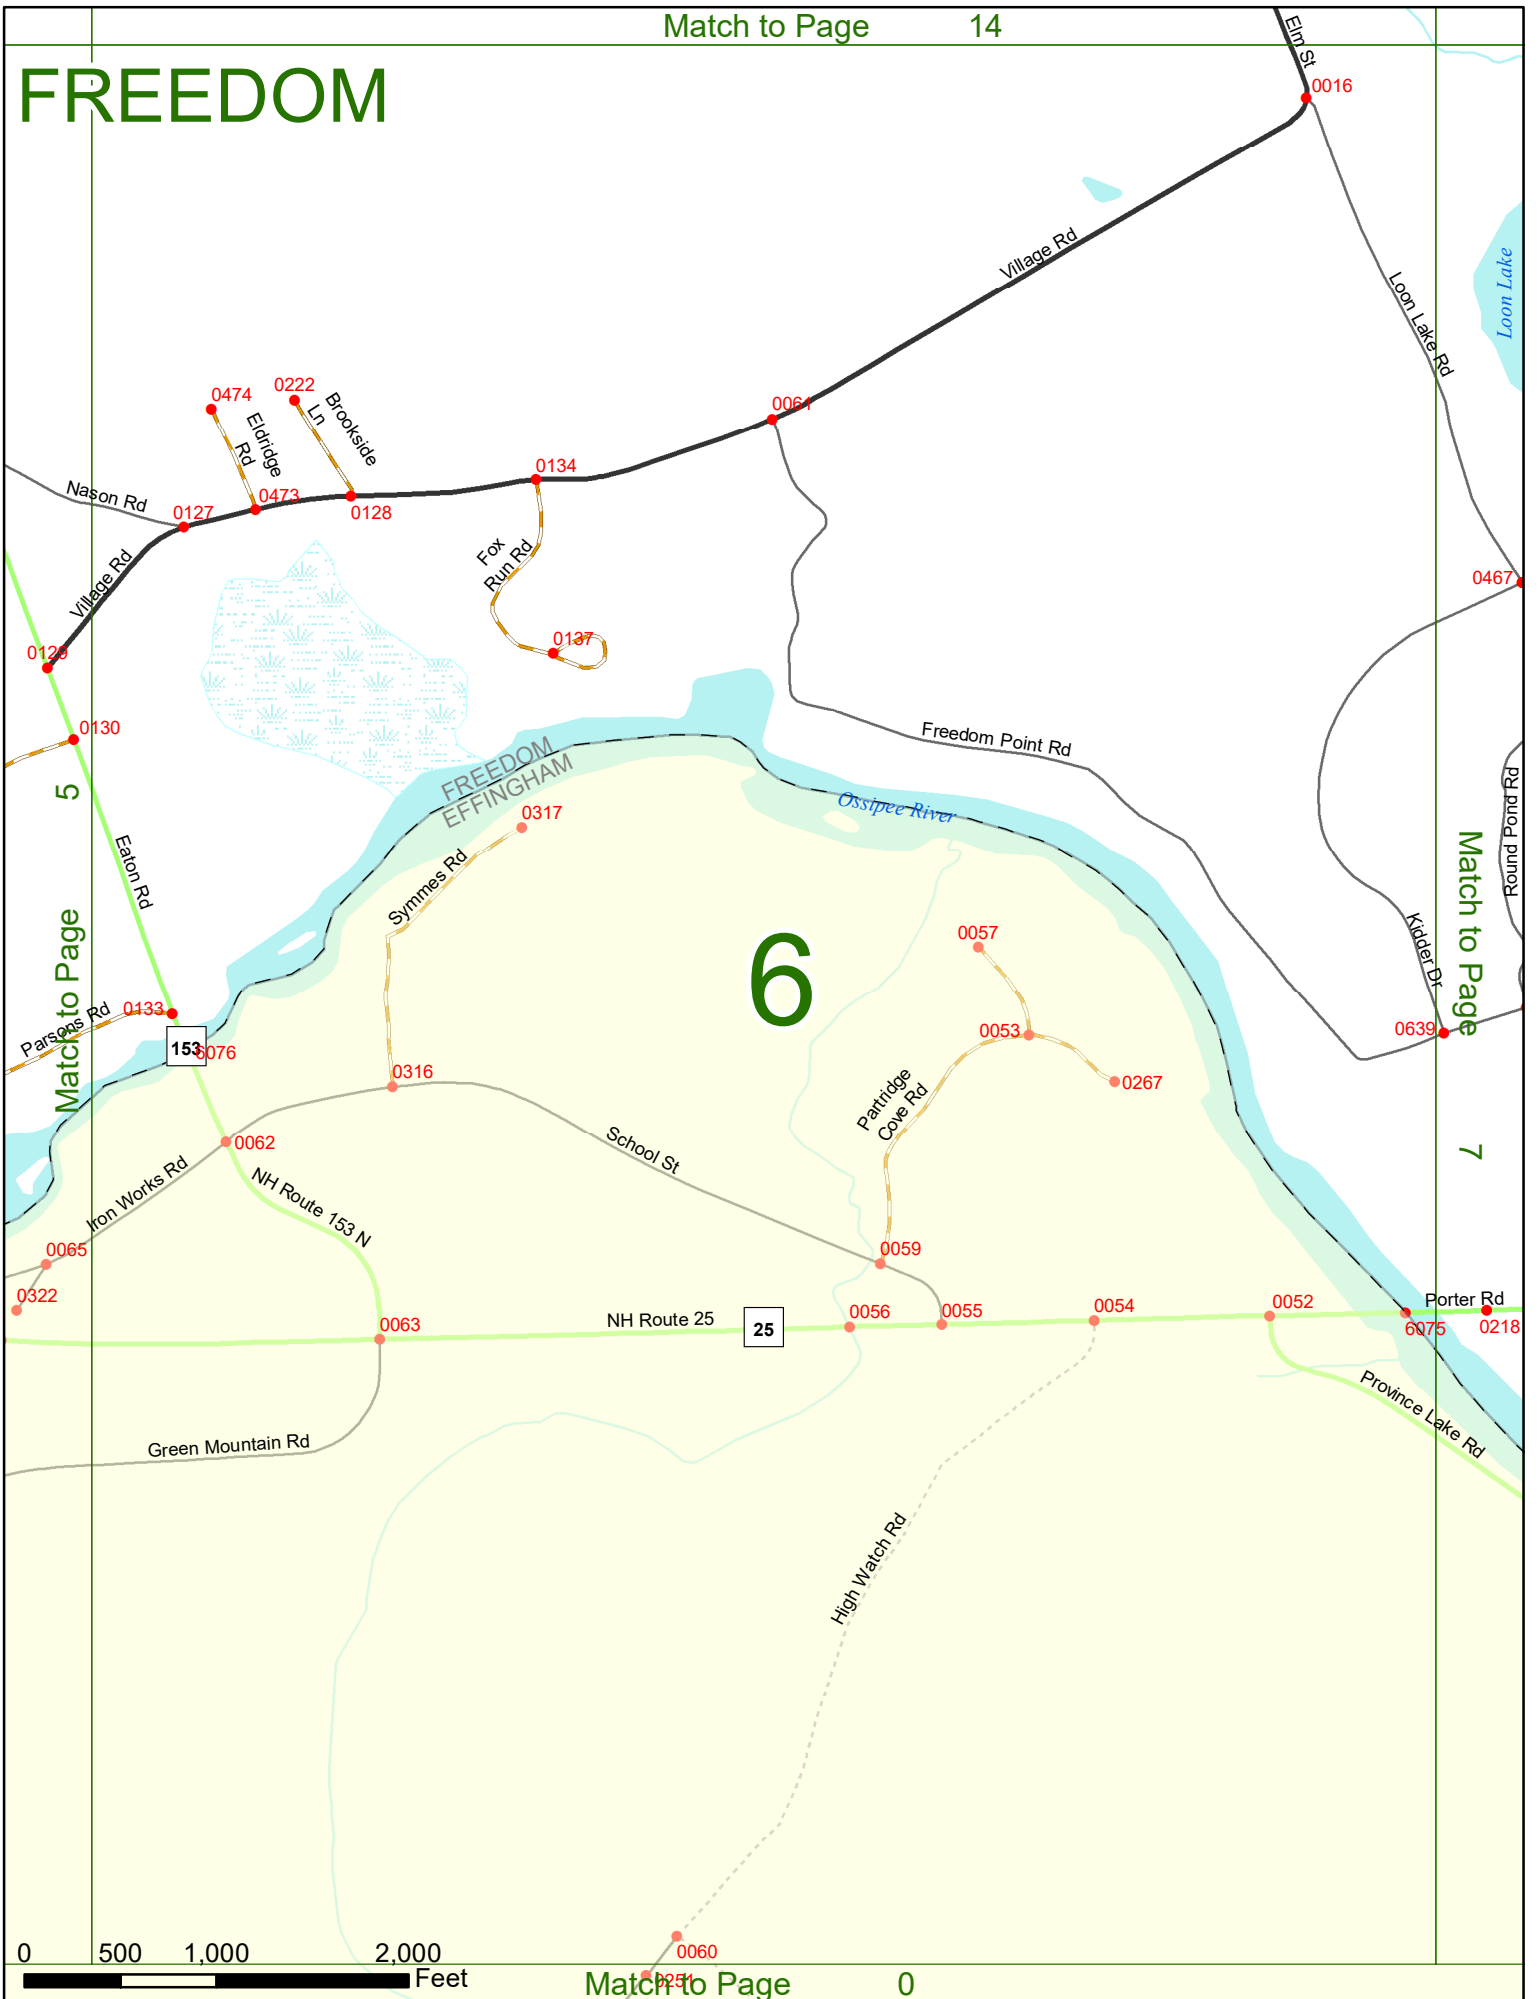 Match to Page 14
FREEDOM
Elm St
0016
Village Rd
Loon Lake Rd
Loon Lake
0474
0222
Eldridge
Rd
Brookside
Ln
0061
0134
Nason Rd
0127
0473
0128
Fox
Run Rd
Village Rd
0467
0129
0137
0130
Freedom Point Rd
FREEDOM
EFFINGHAM
Ossipee River
Round Pond Rd
Match to Page 5
Match to Page 7
Eaton Rd
0317
Symmes Rd
6
0057
Kidder Dr
Parsons Rd
0133
153
6076
0053
0639
0316
0267
Partridge
Cove Rd
School St
0062
Iron Works Rd
NH Route 153 N
0065
0059
0322
0063
NH Route 25
25
0056
0055
0054
0052
Porter Rd
6075
0218
Province Lake Rd
Green Mountain Rd
High Watch Rd
0060
0251
0 500 1,000 2,000
Feet
Match to Page 0